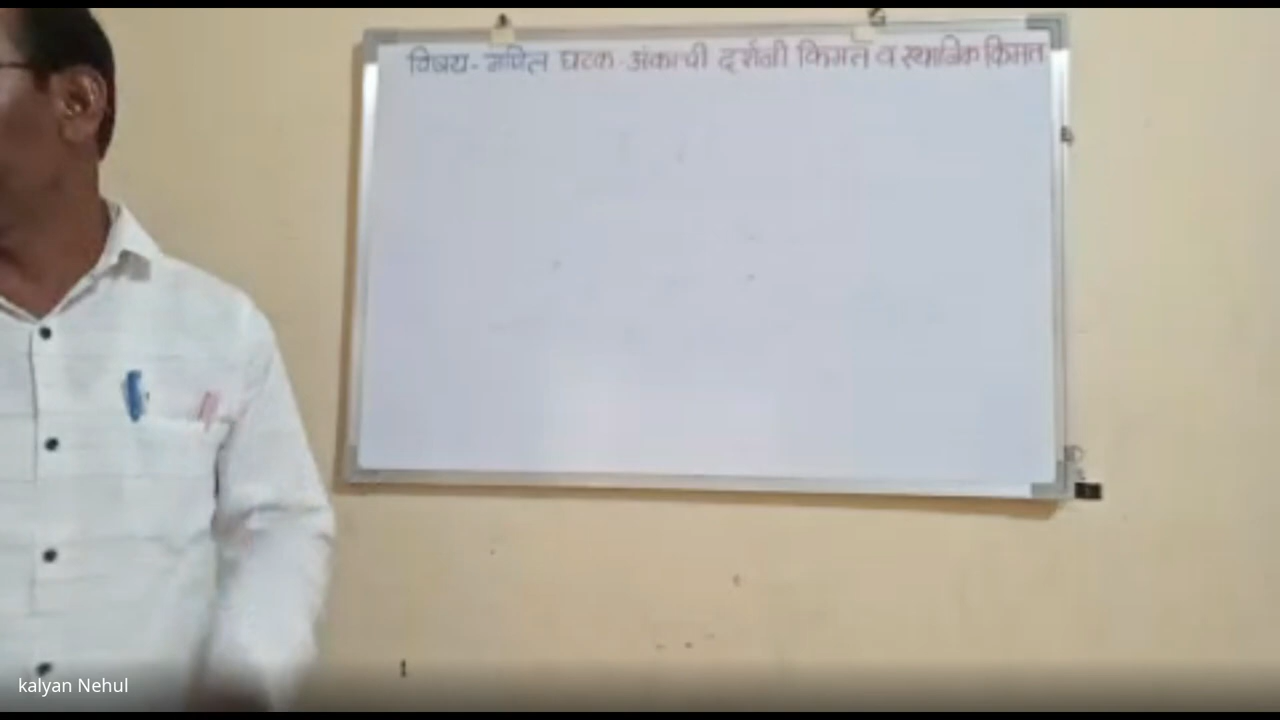 विषय- गणित घटक-अंकाची दर्शनी किंमत व स्थानिक किंमत
kalyan Nehul